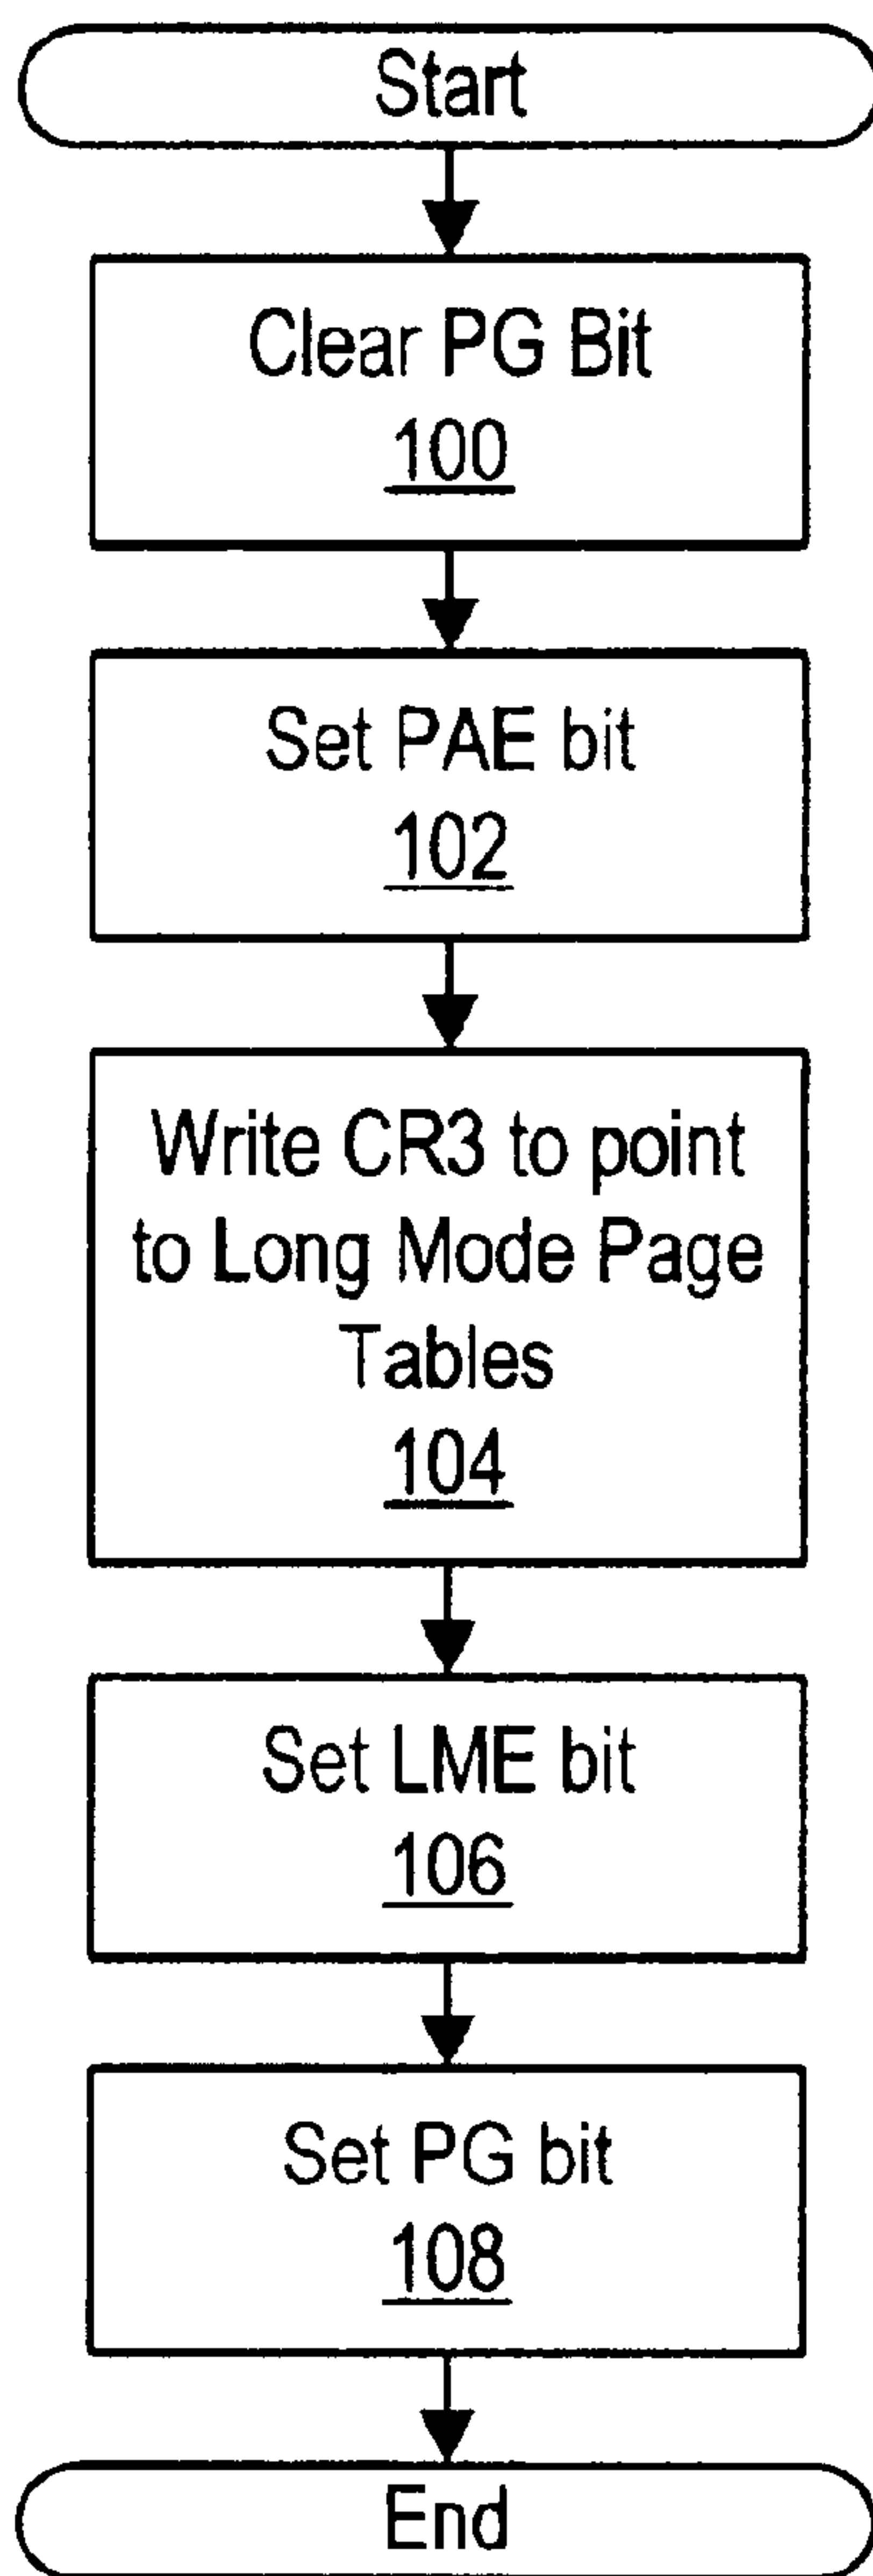 Start
Clear PG Bit
100
Set PAE bit
102
Write CR3 to point
to Long Mode Page
Tables
104
Set LME bit
106
Set PG bit
108
End